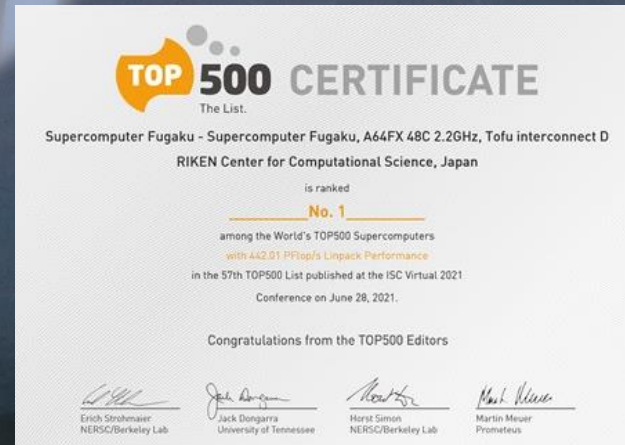 TOP 500 CERTIFICATE
The List.
Supercomputer Fugaku - Supercomputer Fugaku, A64FX 48C 2.2GHz, Tofu interconnect D
RIKEN Center for Computational Science, Japan
is ranked
No. 1
among the World's TOP500 Supercomputers
with 442.01 PFlop/s Linpack Performance
in the 57th TOP500 List published at the ISC Virtual 2021
Conference on June 28, 2021.
Congratulations from the TOP500 Editors
Erich Strohmaier
NERSC/Berkeley Lab
Jack Dongarra
University of Tennessee
Horst Simon
NERSC/Berkeley Lab
Martin Meuer
Prometeus